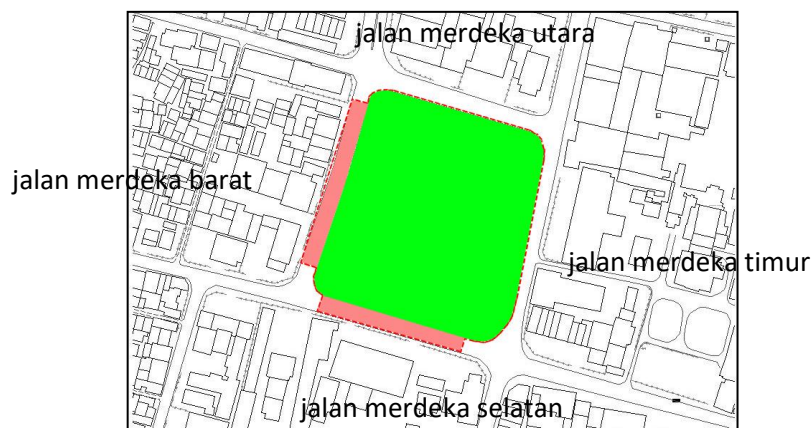 jalan merdeka utara
jalan merdeka barat
jalan merdeka timur
jalan merdeka selatan